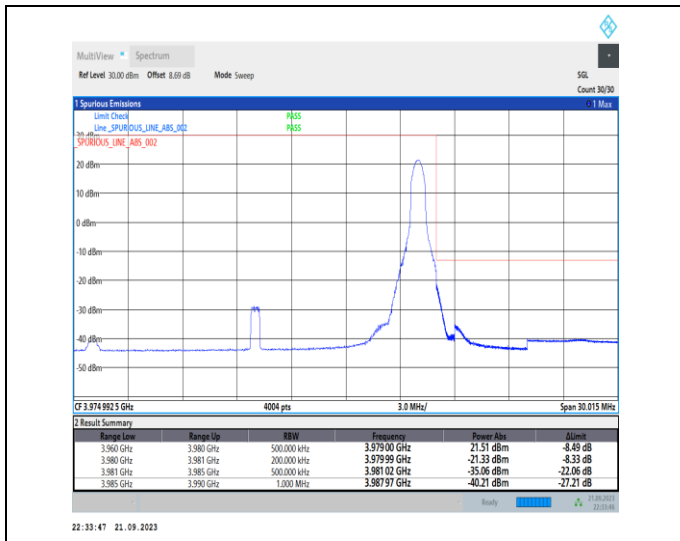 MultiView Spectrum
Ref Level 30.00 dBm Offset 8.69 dB Mode Sweep SGL
Count 30/30
1 Spurious Emissions 1 Max
Limit Check PASS
Line _SPURIOUS_LINE_ABS_002 PASS
_SPURIOUS_LINE_ABS_002
20 dBm
10 dBm
0 dBm
-10 dBm
-20 dBm
-30 dBm
-40 dBm
-50 dBm
CF 3.974 992 5 GHz 4004 pts 3.0 MHz/ Span 30.015 MHz
2 Result Summary
Range Low Range Up RBW Frequency Power Abs ΔLimit
3.960 GHz 3.980 GHz 500.000 kHz 3.979 00 GHz 21.51 dBm -8.49 dB
3.980 GHz 3.981 GHz 200.000 kHz 3.979 99 GHz -21.33 dBm -8.33 dB
3.981 GHz 3.985 GHz 500.000 kHz 3.981 02 GHz -35.06 dBm -22.06 dB
3.985 GHz 3.990 GHz 1.000 MHz 3.987 97 GHz -40.21 dBm -27.21 dB
Ready 21.09.2023
22:33:46
22:33:47 21.09.2023